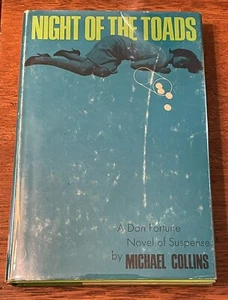 NIGHT OF THE TOADS
A Dan Fortune
Novel of Suspense
by MICHAEL COLLINS